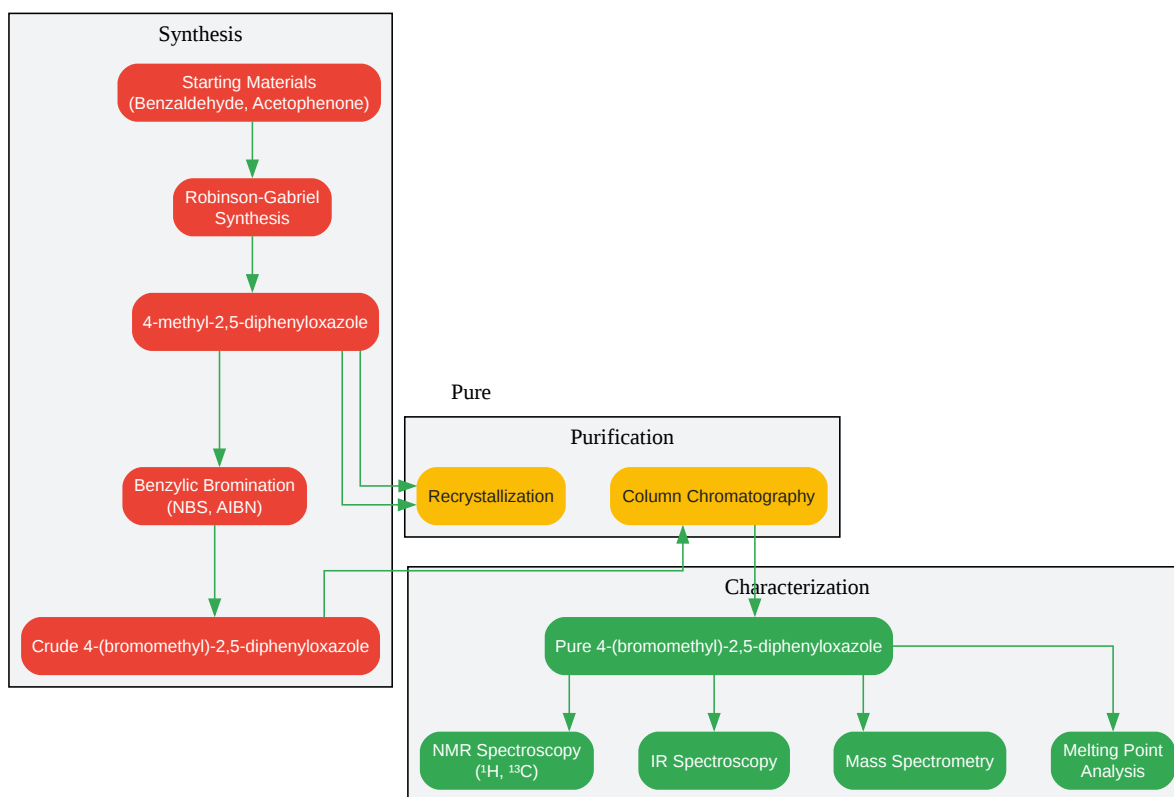 Synthesis
Starting Materials
(Benzaldehyde, Acetophenone)
Robinson-Gabriel
Synthesis
4-methyl-2,5-diphenyloxazole
Pure
Purification
Benzylic Bromination
(NBS, AIBN)
Recrystallization
Column Chromatography
Characterization
Crude 4-(bromomethyl)-2,5-diphenyloxazole
Pure 4-(bromomethyl)-2,5-diphenyloxazole
NMR Spectroscopy
(¹H, ¹³C)
IR Spectroscopy
Mass Spectrometry
Melting Point
Analysis